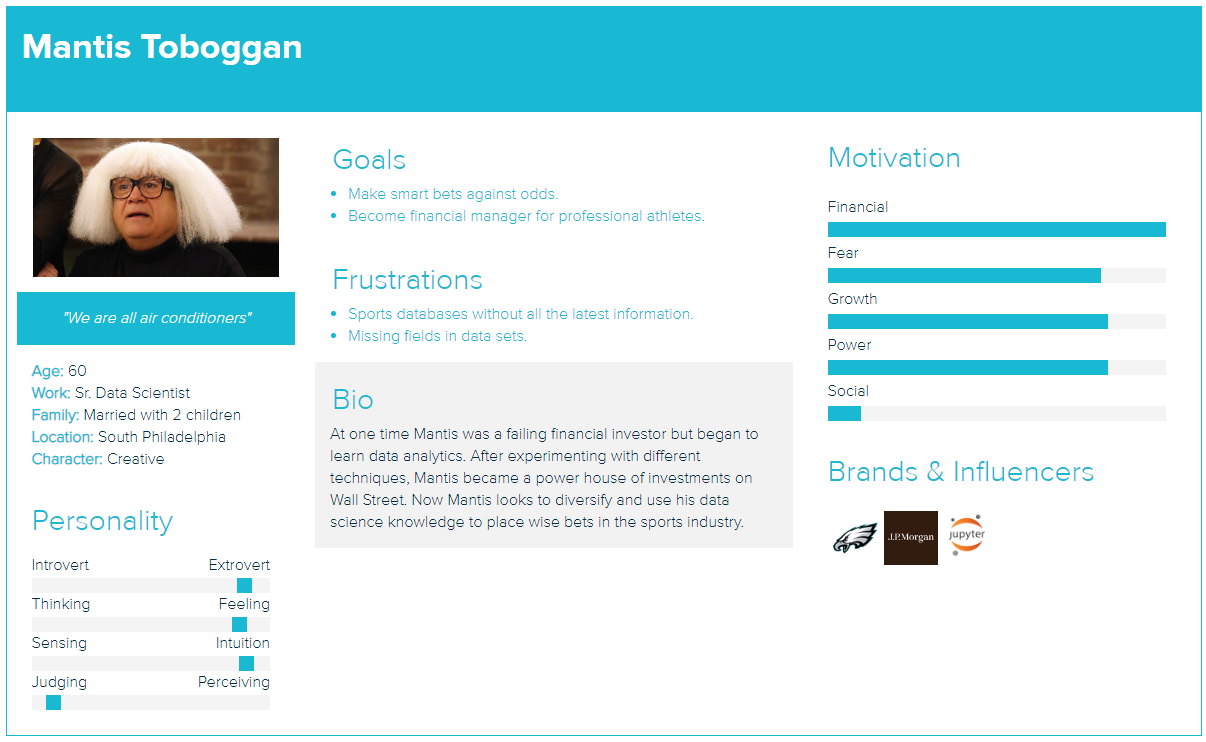 Mantis Toboggan
"We are all air conditioners"
Age: 60
Work: Sr. Data Scientist
Family: Married with 2 children
Location: South Philadelphia
Character: Creative
Personality
Introvert Extrovert
Thinking Feeling
Sensing Intuition
Judging Perceiving
Goals
Make smart bets against odds.
Become financial manager for professional athletes.
Frustrations
Sports databases without all the latest information.
Missing fields in data sets.
Bio
At one time Mantis was a failing financial investor but began to
learn data analytics. After experimenting with different
techniques, Mantis became a power house of investments on
Wall Street. Now Mantis looks to diversify and use his data
science knowledge to place wise bets in the sports industry.
Motivation
Financial
Fear
Growth
Power
Social
Brands & Influencers
J.P.Morgan
jupyter